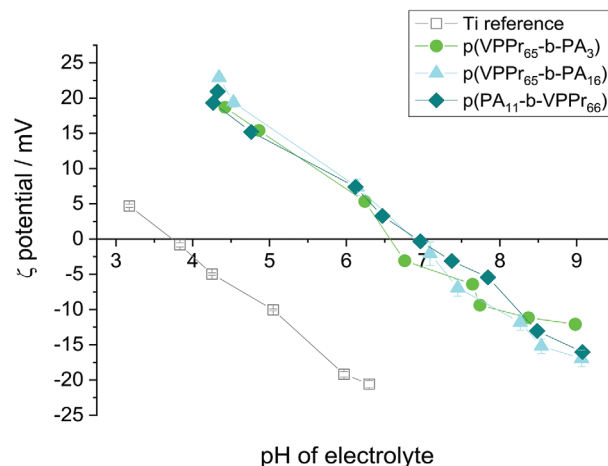 Ti reference
p(VPPr₆₅-b-PA₃)
p(VPPr₆₅-b-PA₁₆)
p(PA₁₁-b-VPPr₆₆)
25
20
15
10
5
0
-5
-10
-15
-20
-25
ζ potential / mV
3 4 5 6 7 8 9
pH of electrolyte